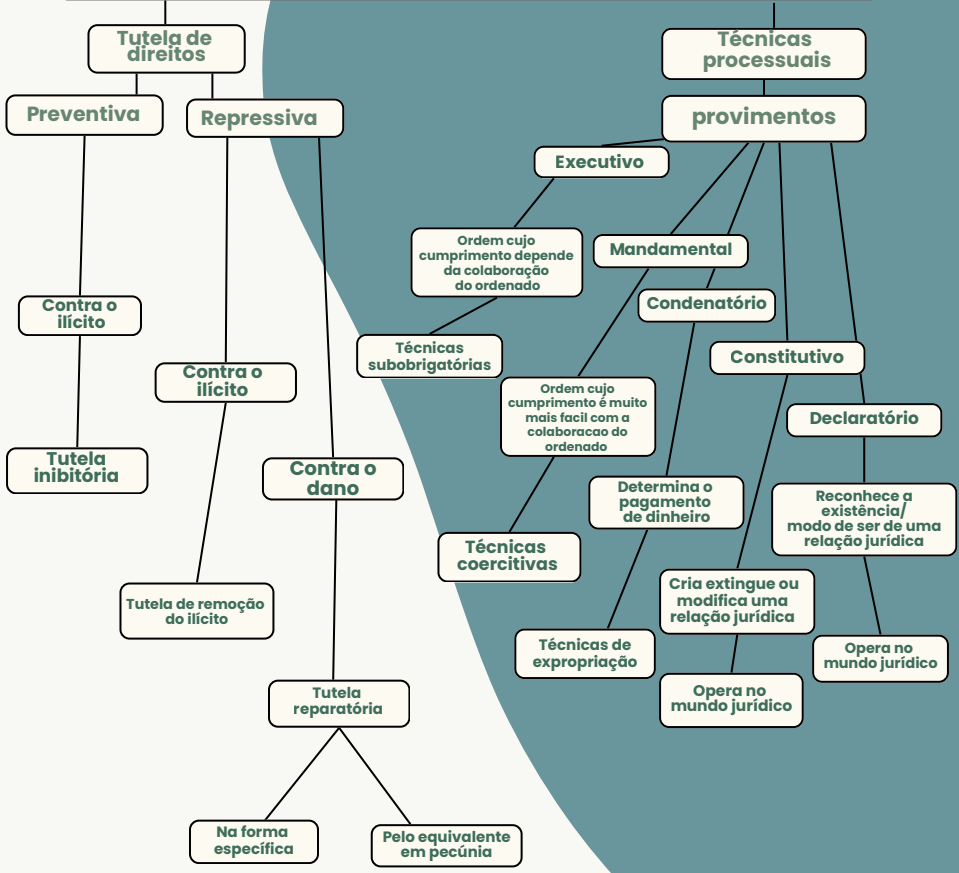 Tutela de
direitos
Preventiva
Repressiva
Contra o
ilícito
Contra o
ilícito
Tutela
inibitória
Contra o
dano
Tutela de remoção
do ilícito
Tutela
reparatória
Na forma
específica
Pelo equivalente
em pecúnia
Técnicas
processuais
provimentos
Executivo
Ordem cujo
cumprimento depende
da colaboração
do ordenado
Mandamental
Condenatório
Técnicas
subobrigatórias
Constitutivo
Ordem cujo
cumprimento é muito
mais facil com a
colaboracao do
ordenado
Declaratório
Determina o
pagamento
de dinheiro
Reconhece a
existência/
modo de ser de uma
relação jurídica
Técnicas
coercitivas
Cria extingue ou
modifica uma
relação jurídica
Técnicas de
expropriação
Opera no
mundo jurídico
Opera no
mundo jurídico